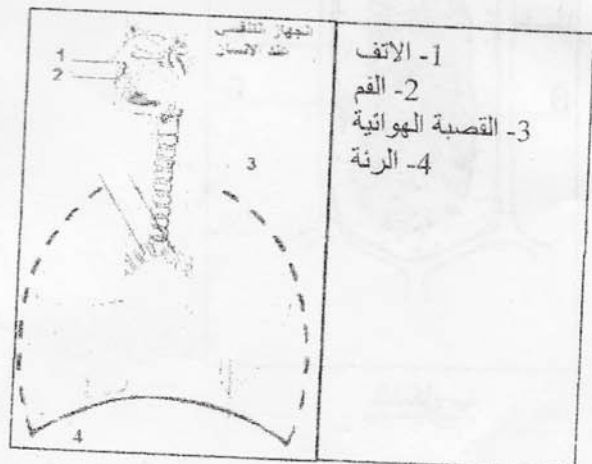 الجهاز التنفسي
عند الانسان
1
2
3
4
1- الانف
2- الفم
3- القصبة الهوائية
4- الرئة